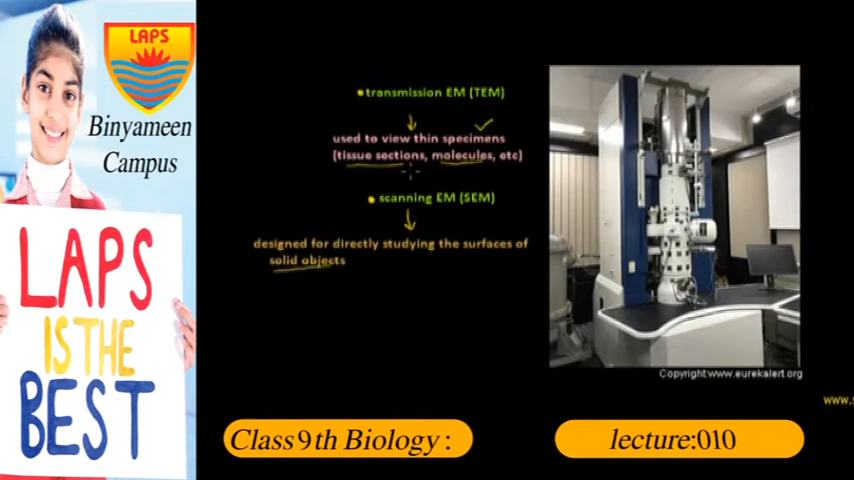 LAPS
Binyameen
Campus
LAPS
IS THE
BEST
transmission EM (TEM)
used to view thin specimens
(tissue sections, molecules, etc)
scanning EM (SEM)
designed for directly studying the surfaces of
solid objects
Copyright:www.eurekalert.org
www.s
Class 9th Biology :
lecture:010